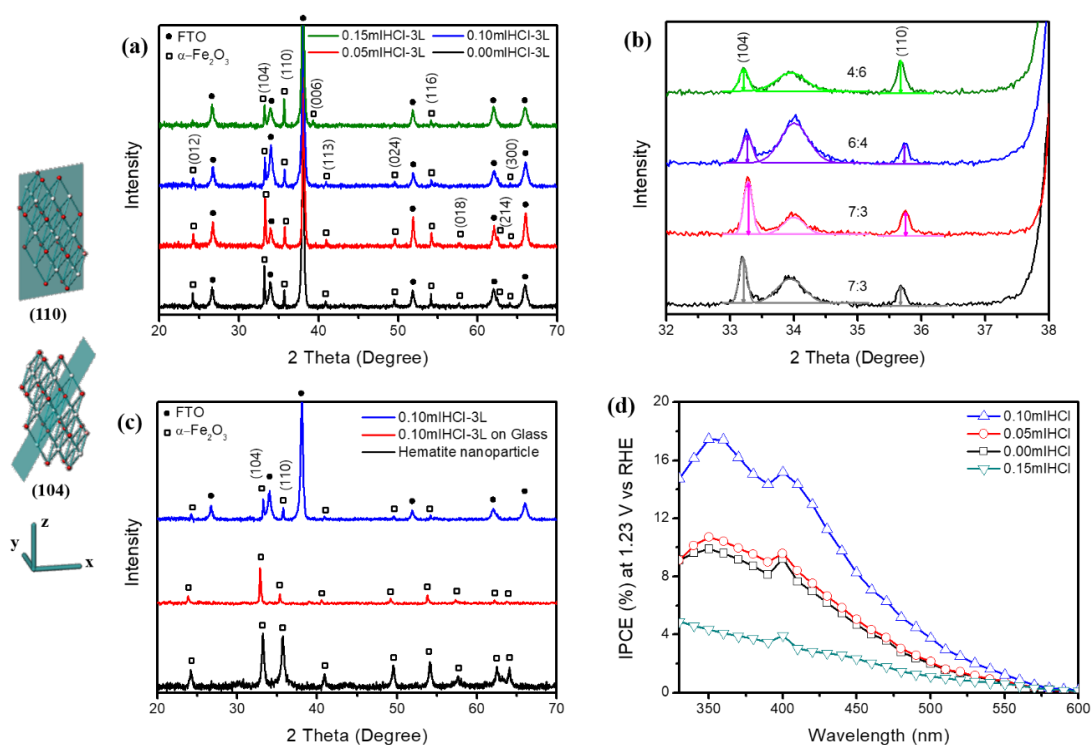 (a)
FTO
α-Fe₂O₃
0.15mlHCl-3L
0.10mlHCl-3L
0.05mlHCl-3L
0.00mlHCl-3L
(012)
(104)
(110)
(006)
(113)
(024)
(116)
(018)
(214)
(300)
Intensity
20 30 40 50 60 70
2 Theta (Degree)
(b)
(104)
(110)
4:6
6:4
7:3
7:3
Intensity
32 33 34 35 36 37 38
2 Theta (Degree)
(110)
(104)
z
y
x
(c)
FTO
α-Fe₂O₃
0.10mlHCl-3L
0.10mlHCl-3L on Glass
Hematite nanoparticle
(104)
(110)
Intensity
20 30 40 50 60 70
2 Theta (Degree)
(d)
0.10mlHCl
0.05mlHCl
0.00mlHCl
0.15mlHCl
IPCE (%) at 1.23 V vs RHE
20
16
12
8
4
0
350 400 450 500 550 600
Wavelength (nm)